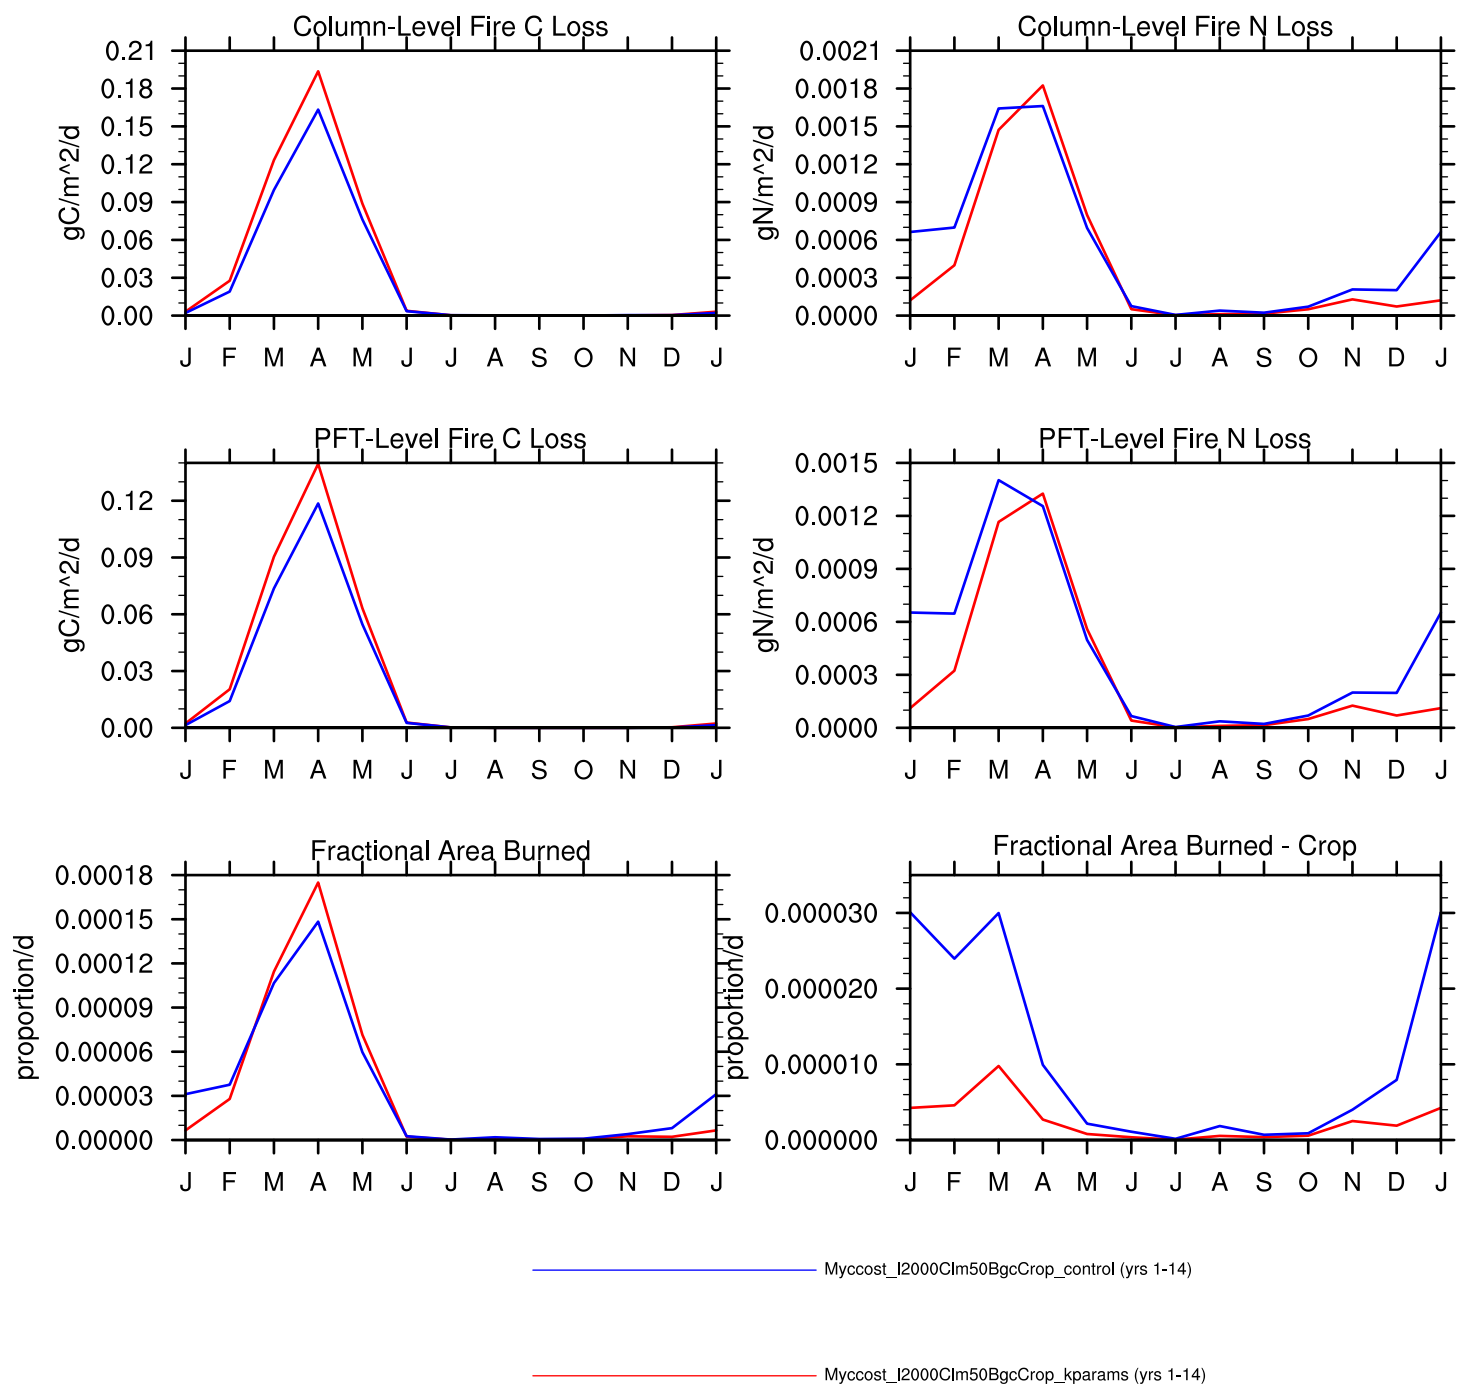 Column-Level Fire C Loss
gC/m^2/d
0.21
0.18
0.15
0.12
0.09
0.06
0.03
0.00
J F M A M J J A S O N D J
Column-Level Fire N Loss
gN/m^2/d
0.0021
0.0018
0.0015
0.0012
0.0009
0.0006
0.0003
0.0000
J F M A M J J A S O N D J
PFT-Level Fire C Loss
gC/m^2/d
0.12
0.09
0.06
0.03
0.00
J F M A M J J A S O N D J
PFT-Level Fire N Loss
gN/m^2/d
0.0015
0.0012
0.0009
0.0006
0.0003
0.0000
J F M A M J J A S O N D J
Fractional Area Burned
proportion/d
0.00018
0.00015
0.00012
0.00009
0.00006
0.00003
0.00000
J F M A M J J A S O N D J
Fractional Area Burned - Crop
proportion/d
0.000030
0.000020
0.000010
0.000000
J F M A M J J A S O N D J
Myccost_I2000Clm50BgcCrop_control (yrs 1-14)
Myccost_I2000Clm50BgcCrop_kparams (yrs 1-14)